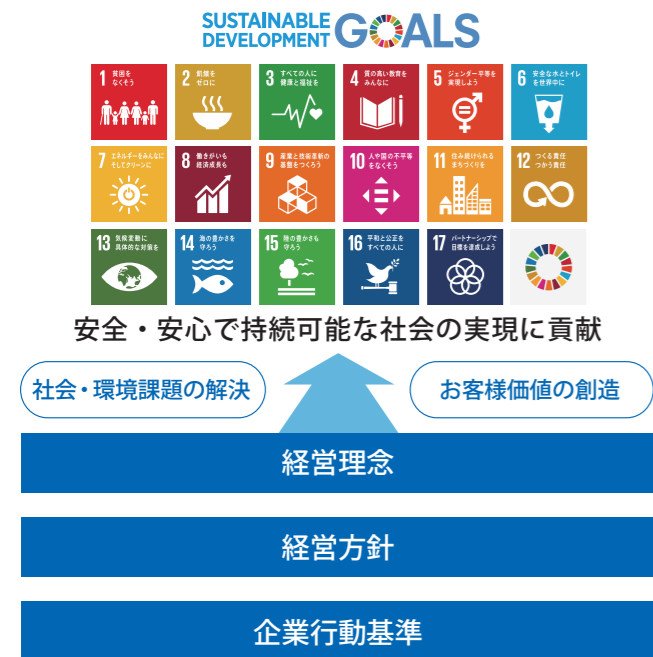 SUSTAINABLE
DEVELOPMENT
GOALS
1 貧困を
なくそう
2 飢餓を
ゼロに
3 すべての人に
健康と福祉を
4 質の高い教育を
みんなに
5 ジェンダー平等を
実現しよう
6 安全な水とトイレ
を世界中に
7 エネルギーをみんなに
そしてクリーンに
8 働きがいも
経済成長も
9 産業と技術革新の
基盤をつくろう
10 人や国の不平等
をなくそう
11 住み続けられる
まちづくりを
12 つくる責任
つかう責任
13 気候変動に
具体的な対策を
14 海の豊かさを
守ろう
15 陸の豊かさも
守ろう
16 平和と公正を
すべての人に
17 パートナーシップで
目標を達成しよう
安全・安心で持続可能な社会の実現に貢献
社会・環境課題の解決
お客様価値の創造
経営理念
経営方針
企業行動基準